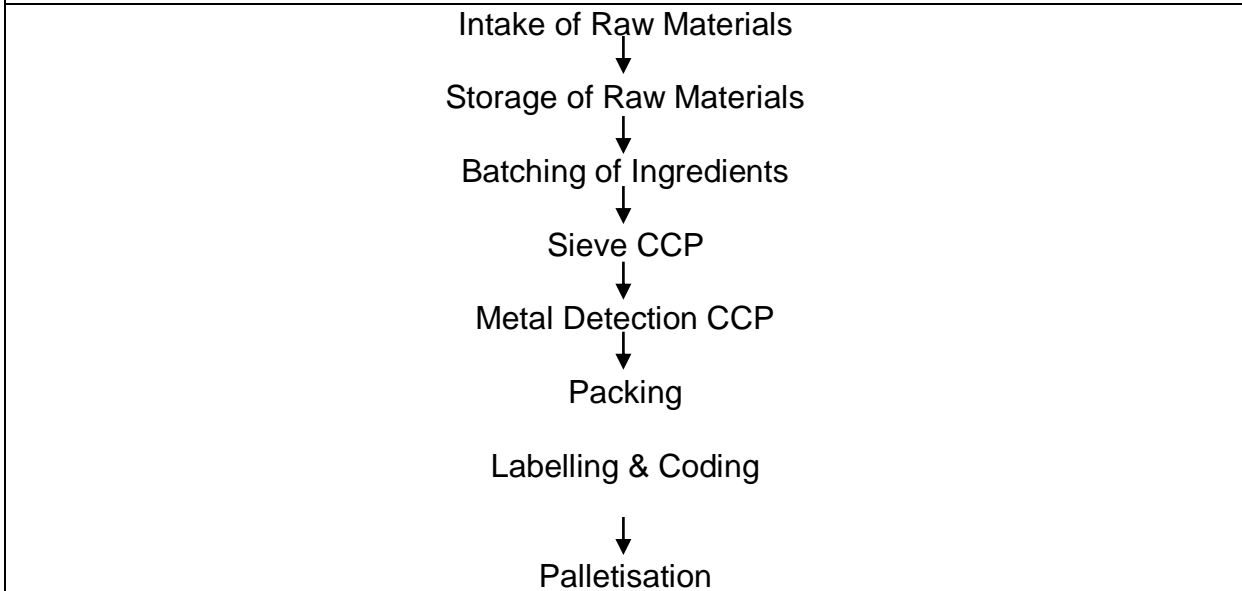 Intake of Raw Materials
Storage of Raw Materials
Batching of Ingredients
Sieve CCP
Metal Detection CCP
Packing
Labelling & Coding
Palletisation